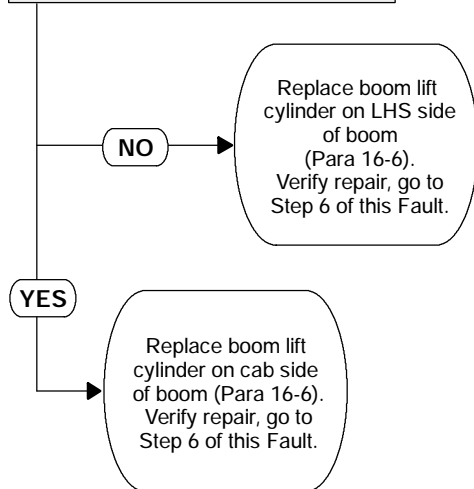 NO
Replace boom lift
cylinder on LHS side
of boom
(Para 16-6).
Verify repair, go to
Step 6 of this Fault.
YES
Replace boom lift
cylinder on cab side
of boom (Para 16-6).
Verify repair, go to
Step 6 of this Fault.